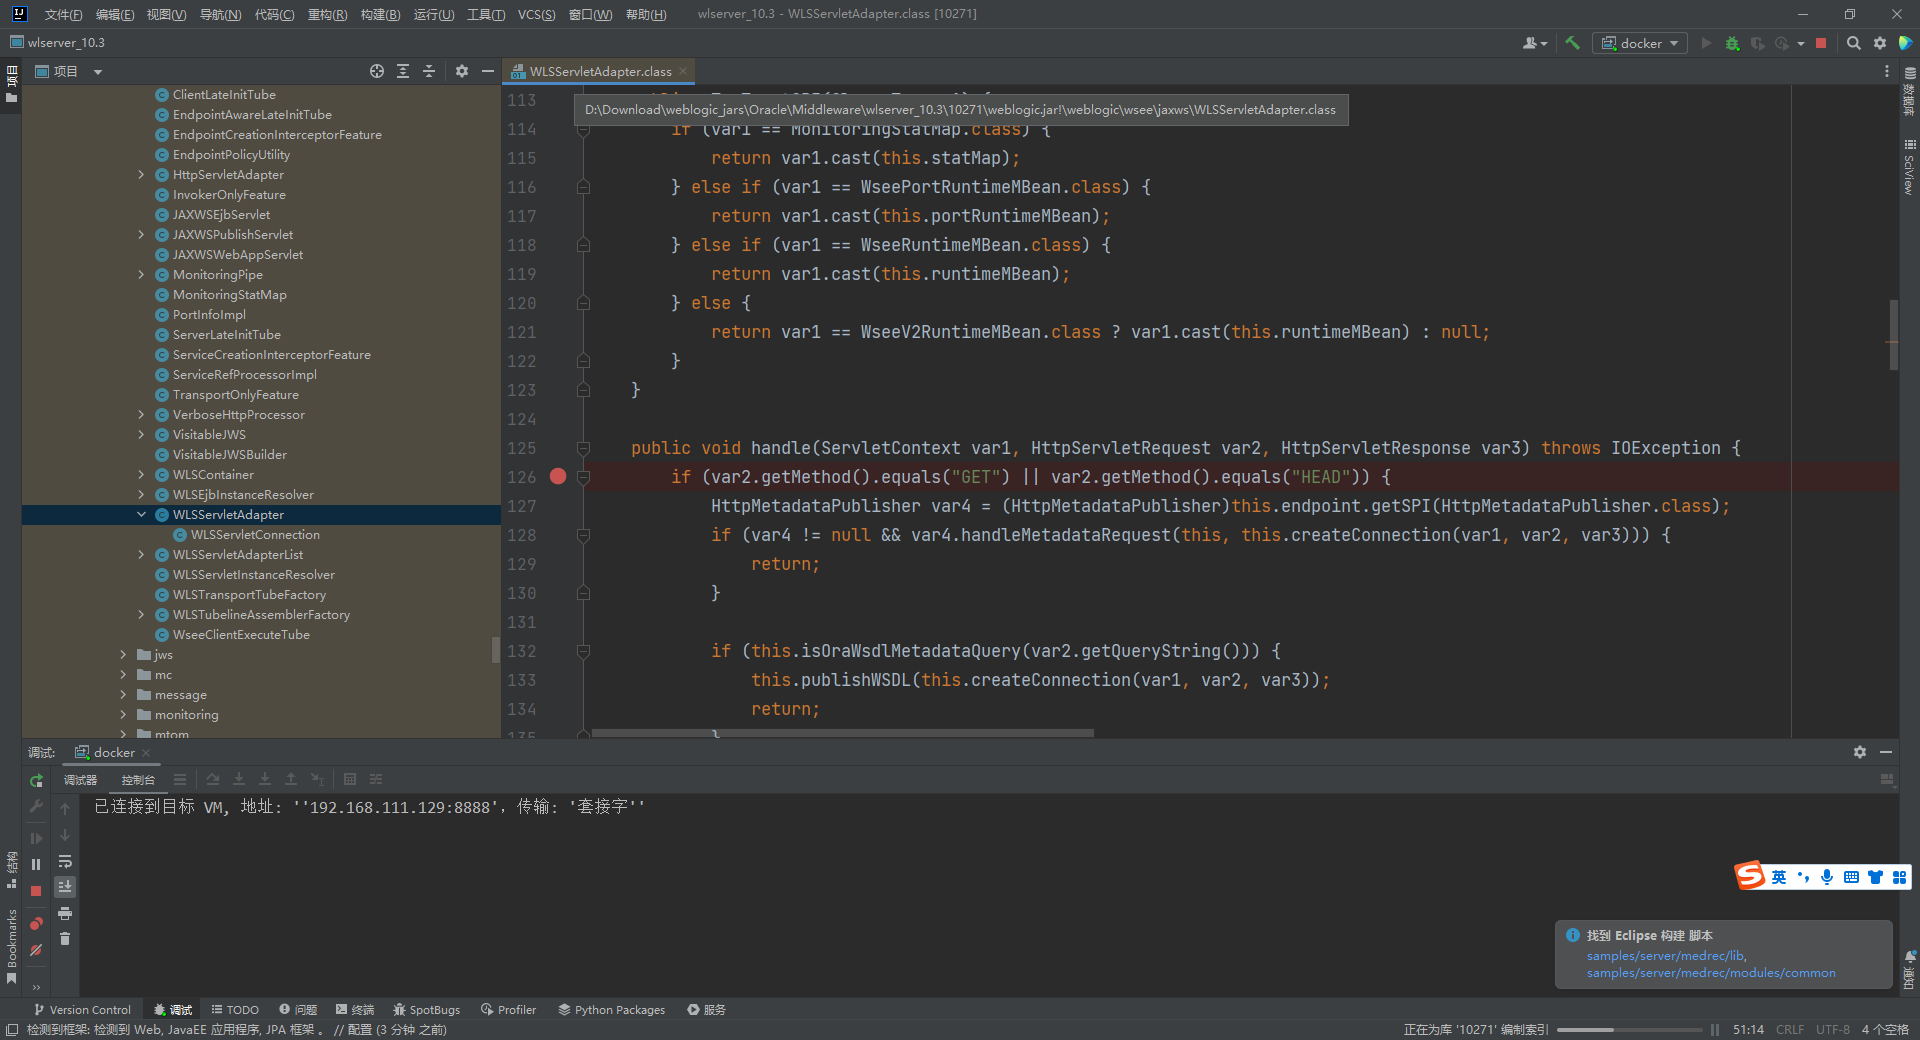 文件(F) 编辑(E) 视图(V) 导航(N) 代码(C) 重构(R) 构建(B) 运行(U) 工具(T) VCS(S) 窗口(W) 帮助(H) wlserver_10.3 - WLSServletAdapter.class [10271]
wlserver_10.3
docker
项目
WLSServletAdapter.class
项目
ClientLateInitTube
EndpointAwareLateInitTube
EndpointCreationInterceptorFeature
EndpointPolicyUtility
HttpServletAdapter
InvokerOnlyFeature
JAXWSEjbServlet
JAXWSPublishServlet
JAXWSWebAppServlet
MonitoringPipe
MonitoringStatMap
PortInfoImpl
ServerLateInitTube
ServiceCreationInterceptorFeature
ServiceRefProcessorImpl
TransportOnlyFeature
VerboseHttpProcessor
VisitableJWS
VisitableJWSBuilder
WLSContainer
WLSEjbInstanceResolver
WLSServletAdapter
WLSServletConnection
WLSServletAdapterList
WLSServletInstanceResolver
WLSTransportTubeFactory
WLSTubelineAssemblerFactory
WseeClientExecuteTube
jws
mc
message
monitoring
mtom
113
D:\Download\weblogic_jars\Oracle\Middleware\wlserver_10.3\10271\weblogic.jar!\weblogic\wsee\jaxws\WLSServletAdapter.class
114 if (var1 == MonitoringStatMap.class) {
115 return var1.cast(this.statMap);
116 } else if (var1 == WseePortRuntimeMBean.class) {
117 return var1.cast(this.portRuntimeMBean);
118 } else if (var1 == WseeRuntimeMBean.class) {
119 return var1.cast(this.runtimeMBean);
120 } else {
121 return var1 == WseeV2RuntimeMBean.class ? var1.cast(this.runtimeMBean) : null;
122 }
123 }
124
125 public void handle(ServletContext var1, HttpServletRequest var2, HttpServletResponse var3) throws IOException {
126 if (var2.getMethod().equals("GET") || var2.getMethod().equals("HEAD")) {
127 HttpMetadataPublisher var4 = (HttpMetadataPublisher)this.endpoint.getSPI(HttpMetadataPublisher.class);
128 if (var4 != null && var4.handleMetadataRequest(this, this.createConnection(var1, var2, var3))) {
129 return;
130 }
131
132 if (this.isOraWsdlMetadataQuery(var2.getQueryString())) {
133 this.publishWSDL(this.createConnection(var1, var2, var3));
134 return;
135 }
数据库
SciView
调试: docker
调试器 控制台
已连接到目标 VM, 地址: ''192.168.111.129:8888', 传输: '套接字''
结构
Bookmarks
英
找到 Eclipse 构建 脚本
samples/server/medrec/lib,
samples/server/medrec/modules/common
通知
Version Control 调试 TODO 问题 终端 SpotBugs Profiler Python Packages 服务
检测到框架: 检测到 Web, JavaEE 应用程序, JPA 框架 。 // 配置 (3 分钟 之前) 正在为库 '10271' 编制索引 51:14 CRLF UTF-8 4 个空格